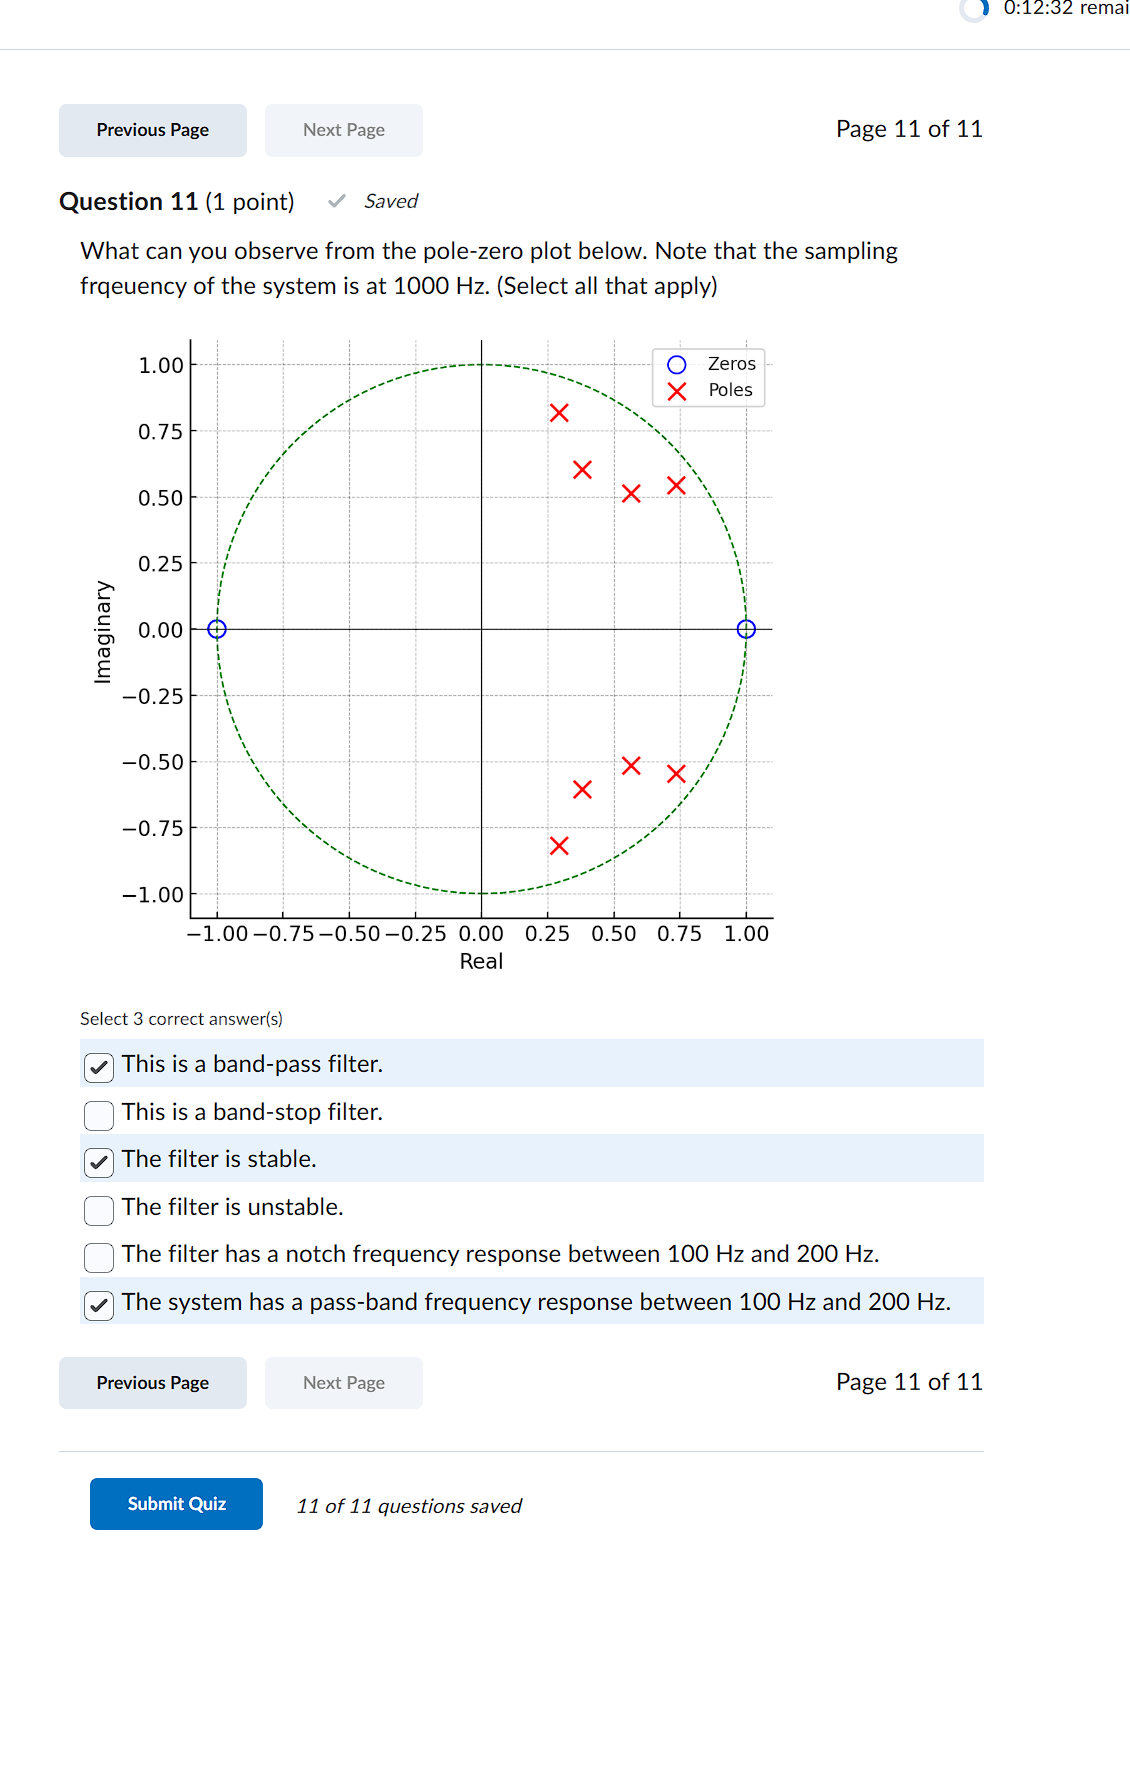 0:12:32 remai
Previous Page
Next Page
Page 11 of 11
Question 11 (1 point)
Saved
What can you observe from the pole-zero plot below. Note that the sampling
frqeuency of the system is at 1000 Hz. (Select all that apply)
Zeros
Poles
1.00
0.75
0.50
0.25
0.00
−0.25
−0.50
−0.75
−1.00
Imaginary
−1.00 −0.75 −0.50 −0.25 0.00 0.25 0.50 0.75 1.00
Real
Select 3 correct answer(s)
This is a band-pass filter.
This is a band-stop filter.
The filter is stable.
The filter is unstable.
The filter has a notch frequency response between 100 Hz and 200 Hz.
The system has a pass-band frequency response between 100 Hz and 200 Hz.
Previous Page
Next Page
Page 11 of 11
Submit Quiz
11 of 11 questions saved